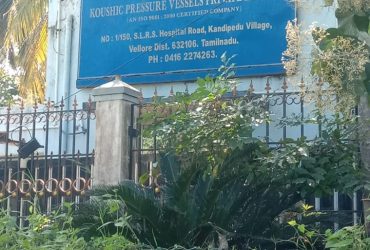 KOUSHIC PRESSURE VESSELS PRIVATE
(AN ISO 9001 : 2000 CERTIFIED COMPANY)
NO : 1/150, S.L.R.S. Hospital Road, Kandipedu Village,
Vellore Dist. 632106. Tamilnadu.
PH : 0416 2274263.